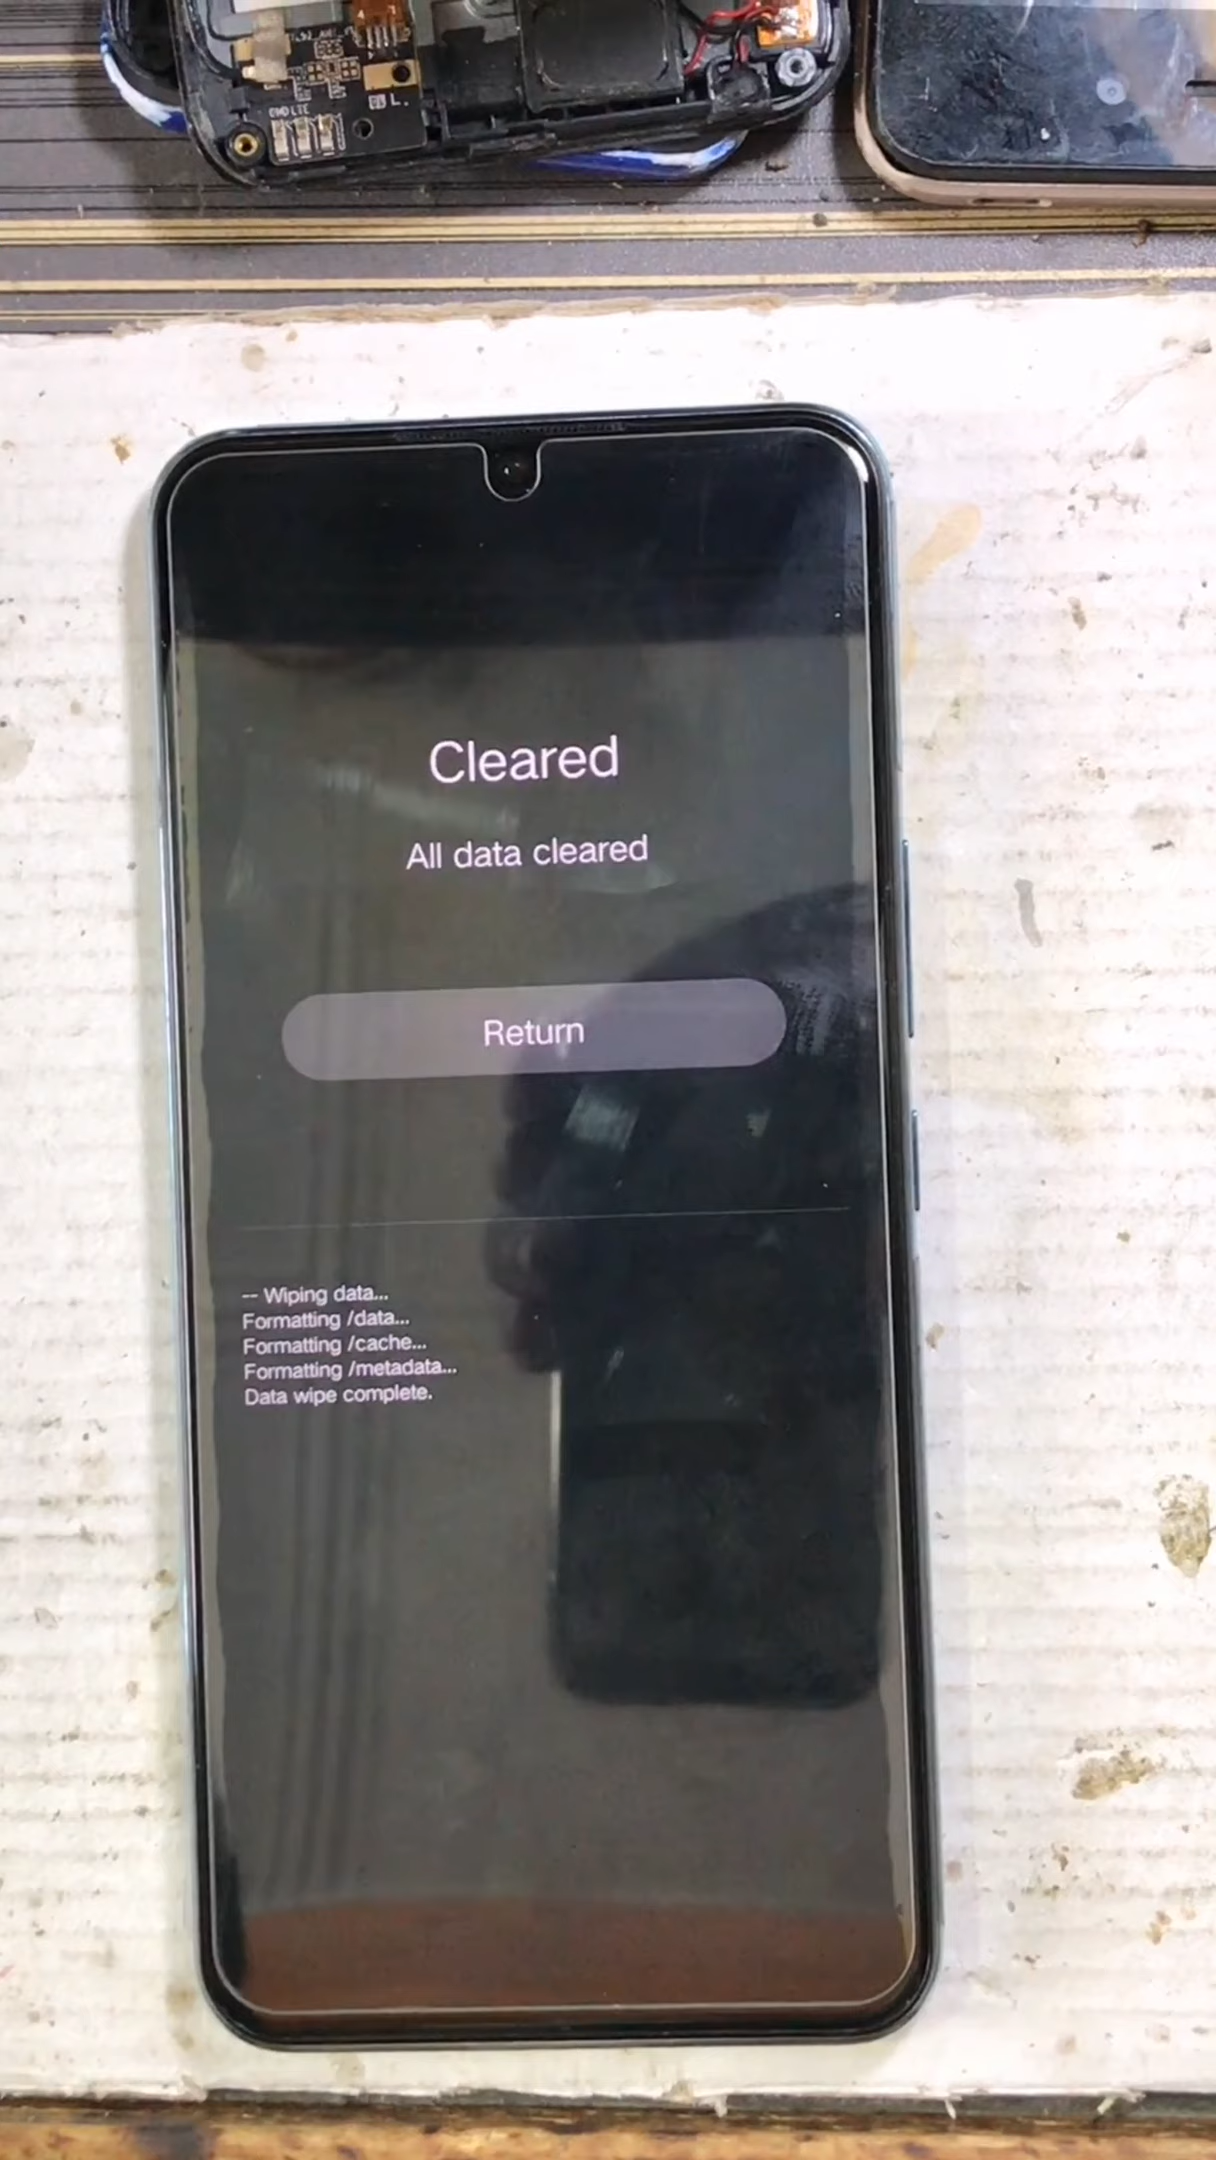 Cleared
All data cleared
Return
-- Wiping data...
Formatting /data...
Formatting /cache...
Formatting /metadata...
Data wipe complete.